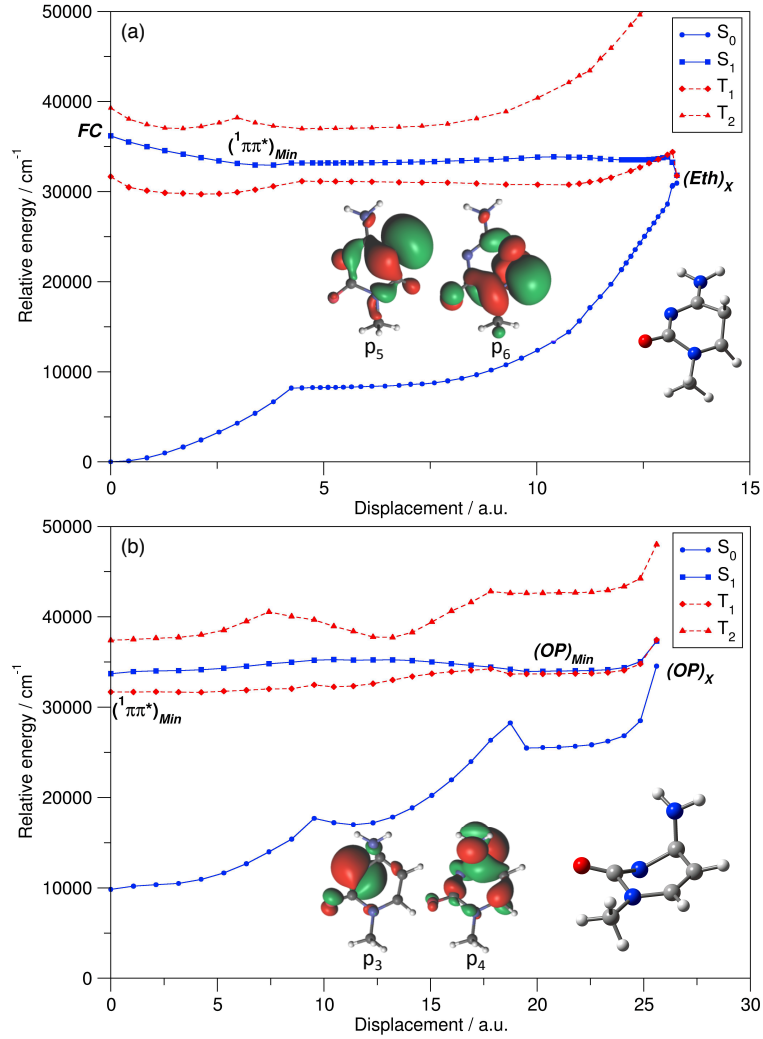 (a)
50000
40000
30000
20000
10000
0
Relative energy / cm⁻¹
0
5
10
15
Displacement / a.u.
S₀
S₁
T₁
T₂
FC
(¹ππ*)Min
(Eth)X
p₅
p₆
(b)
50000
40000
30000
20000
10000
0
Relative energy / cm⁻¹
0
5
10
15
20
25
30
Displacement / a.u.
S₀
S₁
T₁
T₂
(¹ππ*)Min
(OP)Min
(OP)X
p₃
p₄